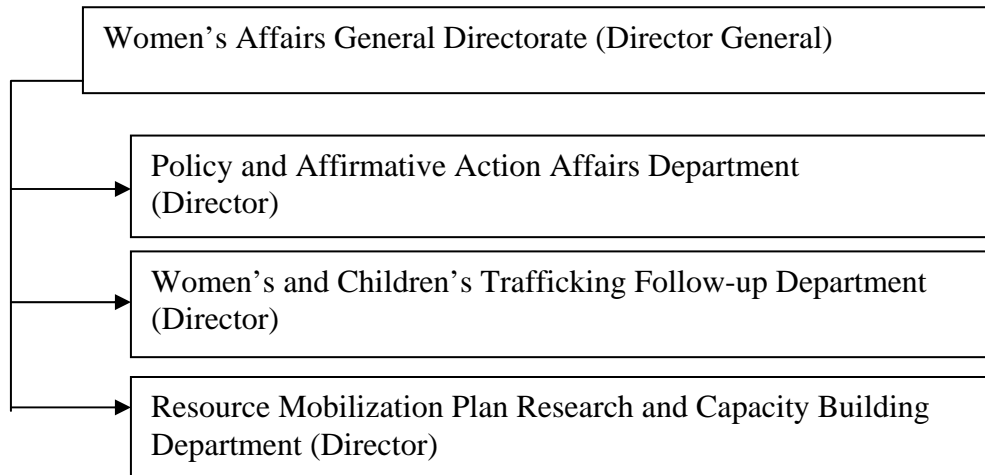 Women’s Affairs General Directorate (Director General)
Policy and Affirmative Action Affairs Department
(Director)
Women’s and Children’s Trafficking Follow-up Department
(Director)
Resource Mobilization Plan Research and Capacity Building
Department (Director)